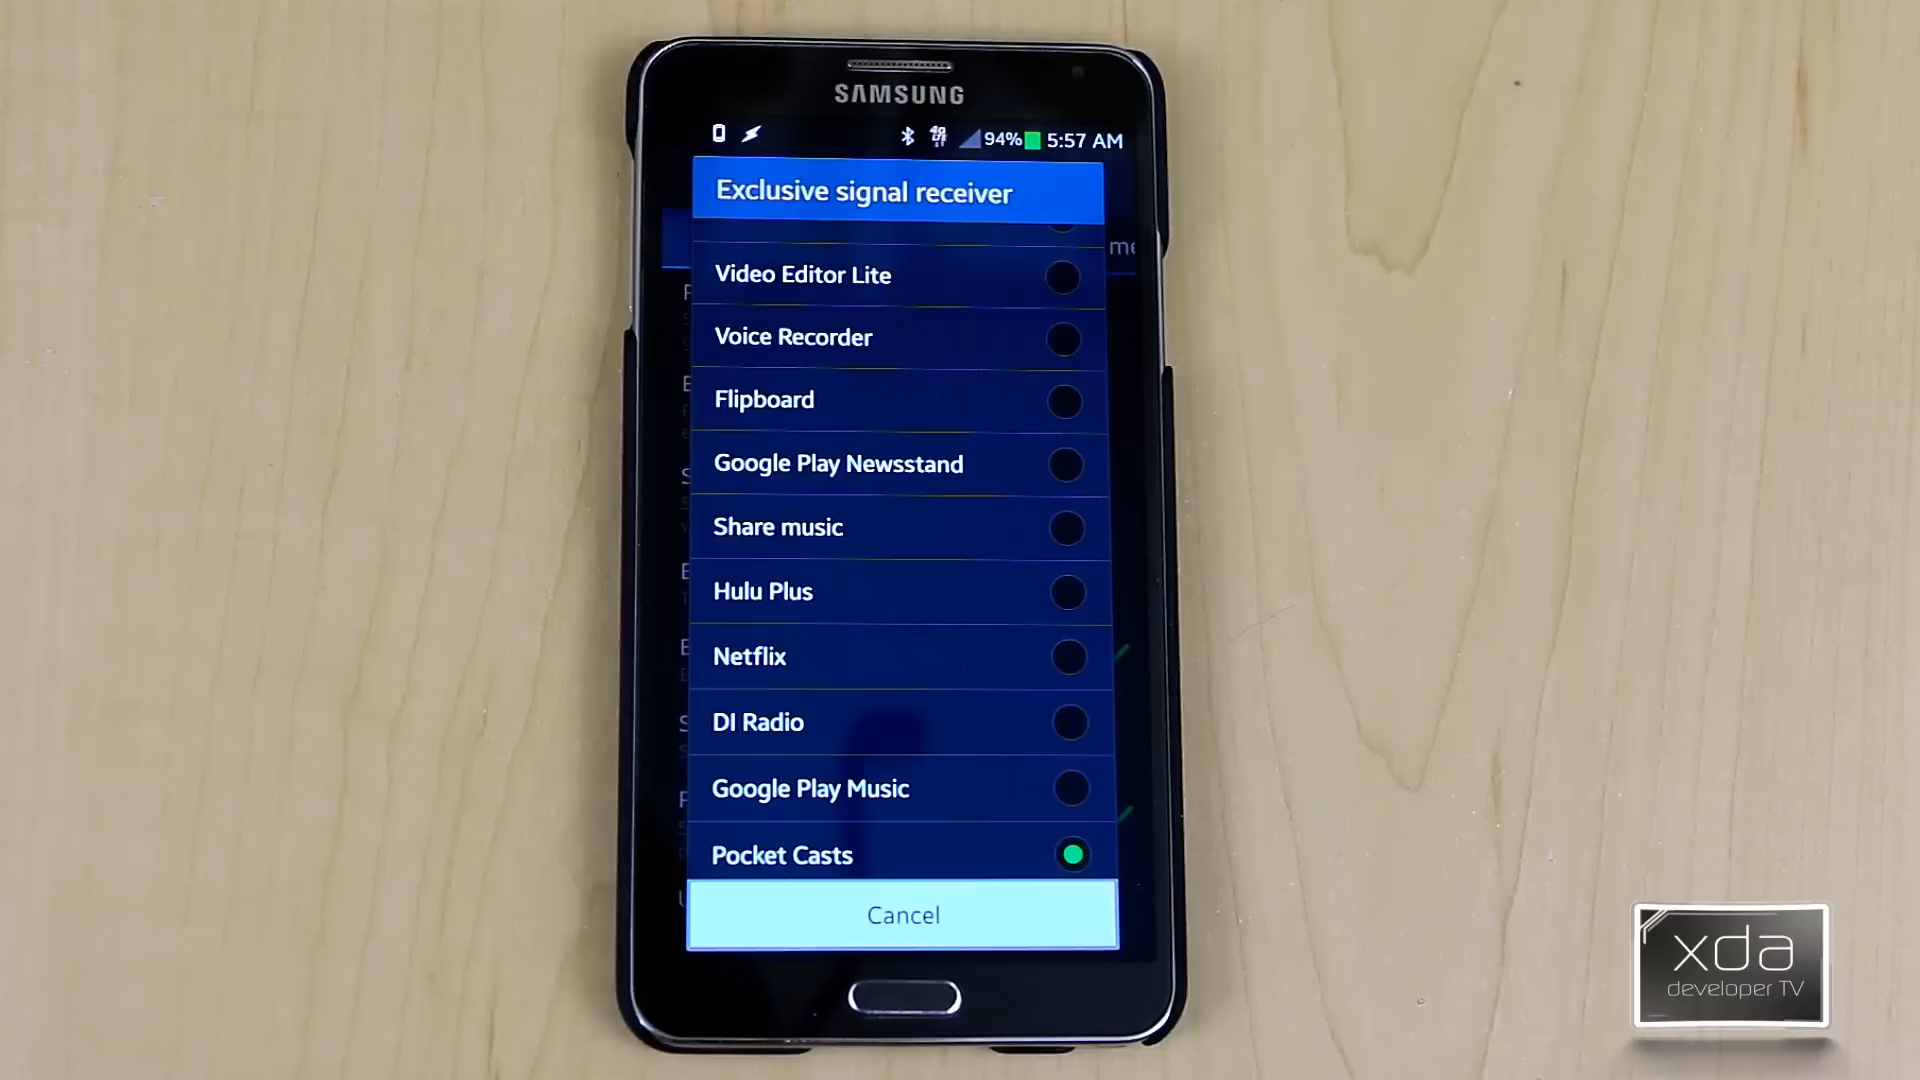 SAMSUNG
94% 5:57 AM
Exclusive signal receiver
Video Editor Lite
Voice Recorder
Flipboard
Google Play Newsstand
Share music
Hulu Plus
Netflix
DI Radio
Google Play Music
Pocket Casts
Cancel
xda
developer TV